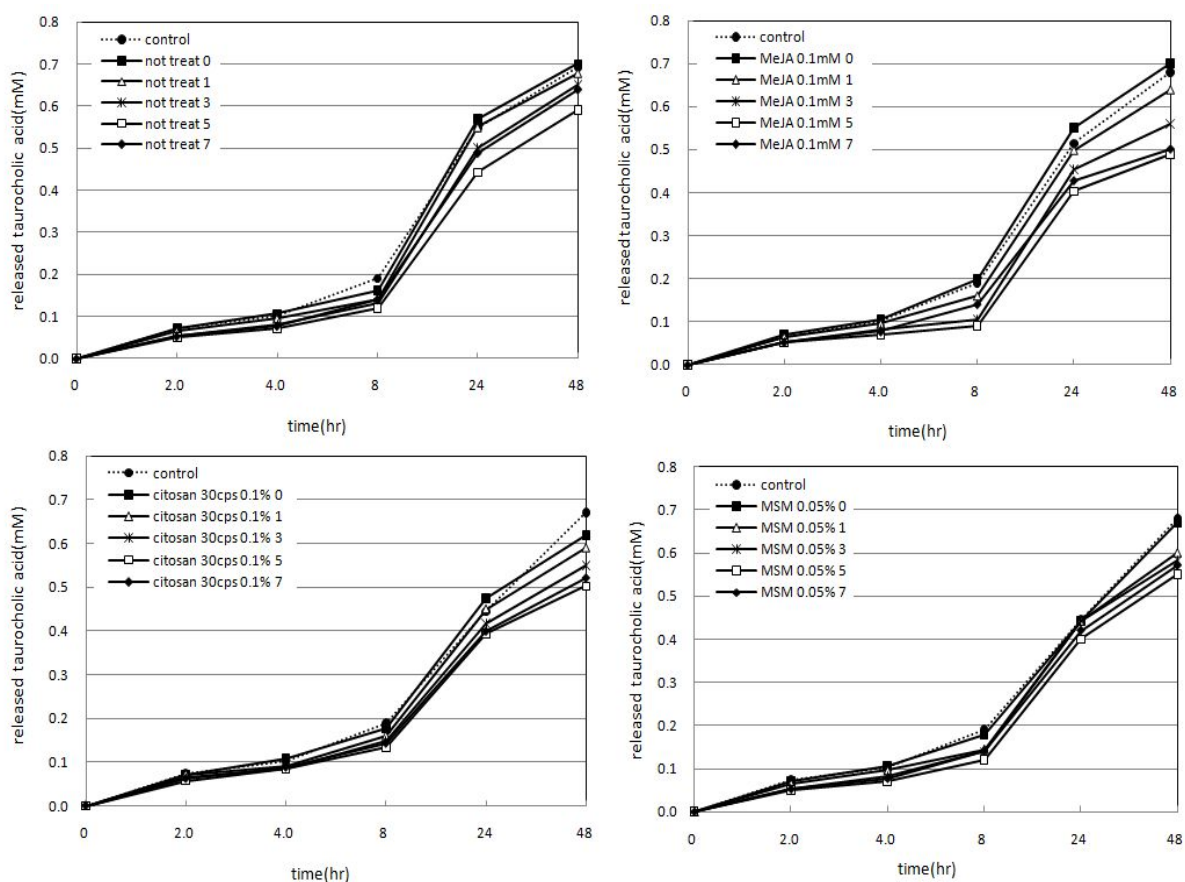 0.8
0.7
0.6
0.5
0.4
0.3
0.2
0.1
0.0
released taurocholic acid(mM)
control
not treat 0
not treat 1
not treat 3
not treat 5
not treat 7
0 2.0 4.0 8 24 48
time(hr)
0.8
0.7
0.6
0.5
0.4
0.3
0.2
0.1
0.0
released taurocholic acid(mM)
control
MeJA 0.1mM 0
MeJA 0.1mM 1
MeJA 0.1mM 3
MeJA 0.1mM 5
MeJA 0.1mM 7
0 2.0 4.0 8 24 48
time(hr)
0.8
0.7
0.6
0.5
0.4
0.3
0.2
0.1
0.0
released taurocholic acid(mM)
control
citosan 30cps 0.1% 0
citosan 30cps 0.1% 1
citosan 30cps 0.1% 3
citosan 30cps 0.1% 5
citosan 30cps 0.1% 7
0 2.0 4.0 8 24 48
time(hr)
0.8
0.7
0.6
0.5
0.4
0.3
0.2
0.1
0.0
released taurocholic acid(mM)
control
MSM 0.05% 0
MSM 0.05% 1
MSM 0.05% 3
MSM 0.05% 5
MSM 0.05% 7
0 2.0 4.0 8 24 48
time(hr)